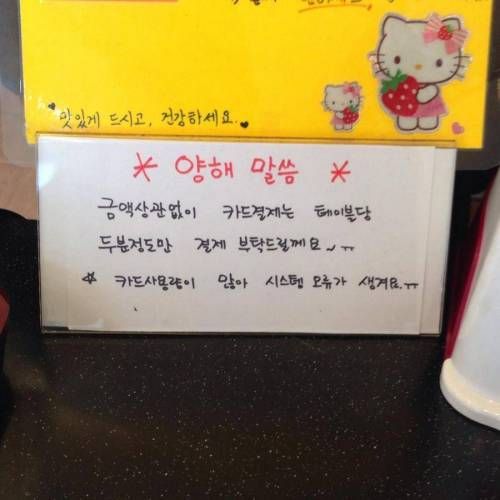 맛있게 드시고, 건강하세요.
* 양해 말씀 *
금액상관없이 카드결제는 테이블당
두분정도만 결제 부탁드릴께요~ㅠㅠ
☆ 카드사용량이 많아 시스템 오류가 생겨요.ㅠㅠ